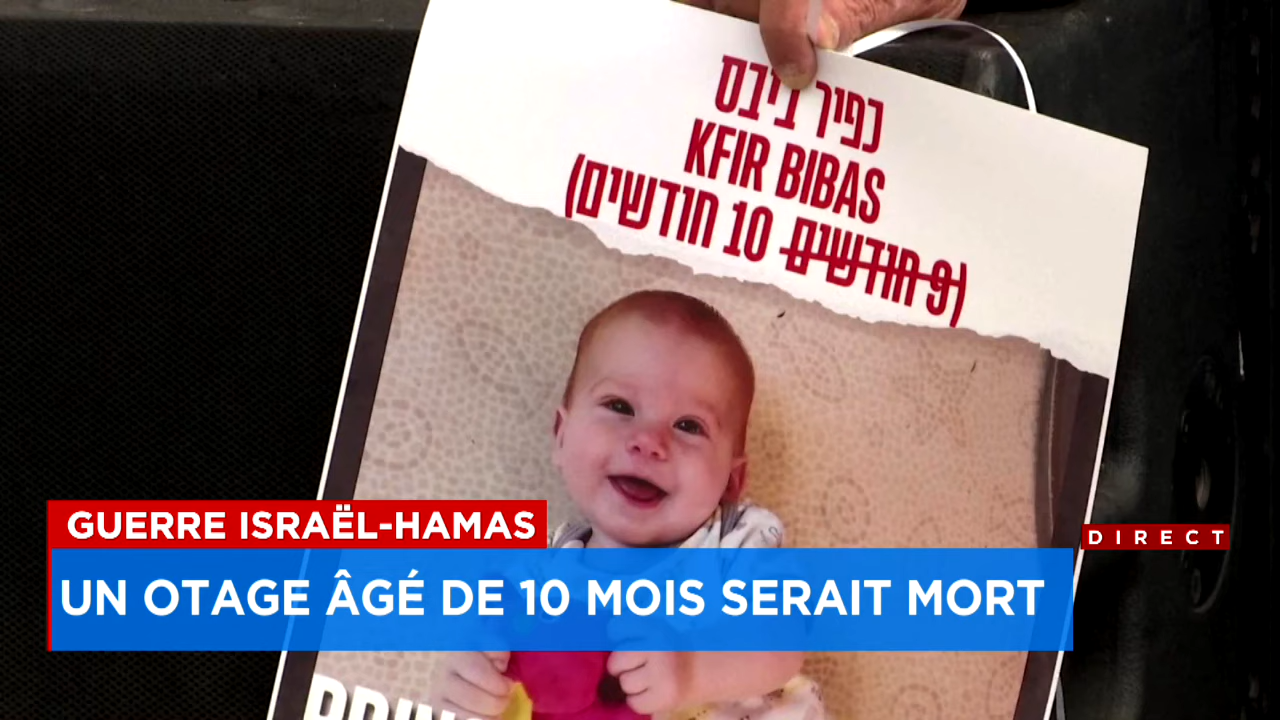 כפיר ביבס
KFIR BIBAS
(9 חודשים 10 חודשים)
GUERRE ISRAËL-HAMAS
DIRECT
UN OTAGE ÂGÉ DE 10 MOIS SERAIT MORT